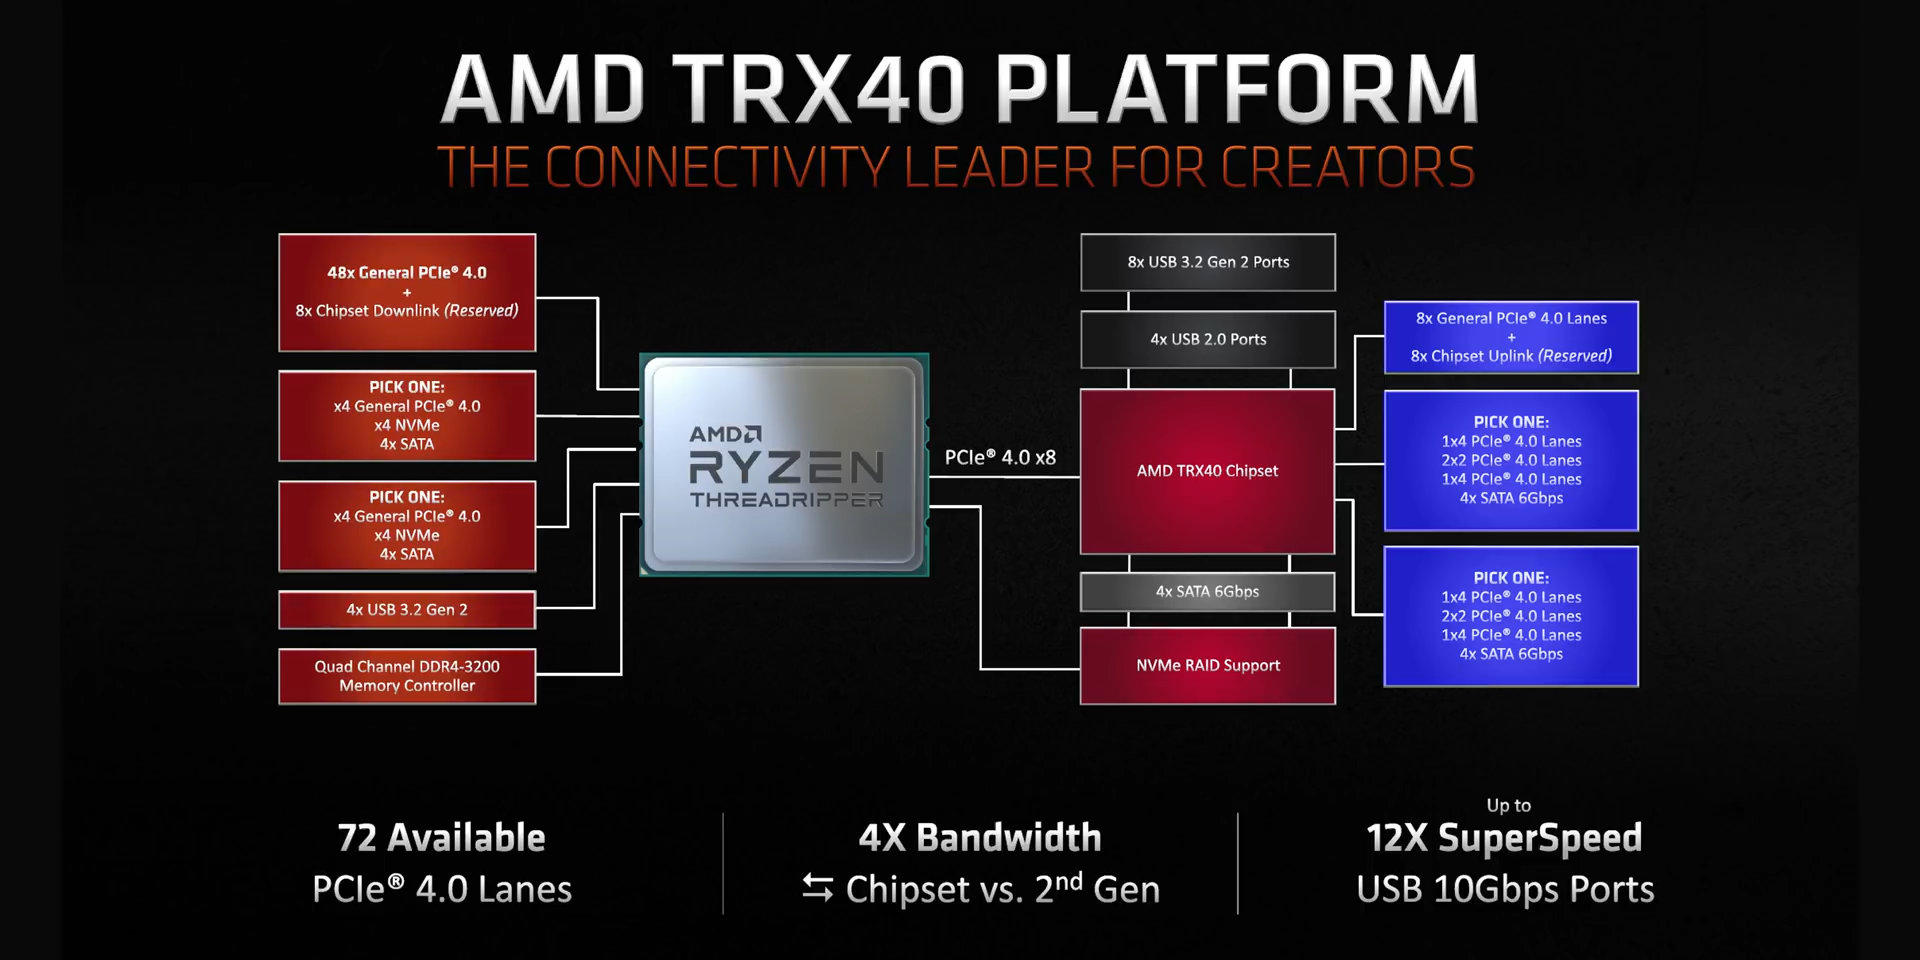 AMD TRX40 PLATFORM
THE CONNECTIVITY LEADER FOR CREATORS
48x General PCIe® 4.0
+
8x Chipset Downlink (Reserved)
PICK ONE:
x4 General PCIe® 4.0
x4 NVMe
4x SATA
PICK ONE:
x4 General PCIe® 4.0
x4 NVMe
4x SATA
4x USB 3.2 Gen 2
Quad Channel DDR4-3200
Memory Controller
AMD
RYZEN
THREADRIPPER
PCIe® 4.0 x8
8x USB 3.2 Gen 2 Ports
4x USB 2.0 Ports
AMD TRX40 Chipset
4x SATA 6Gbps
NVMe RAID Support
8x General PCIe® 4.0 Lanes
+
8x Chipset Uplink (Reserved)
PICK ONE:
1x4 PCIe® 4.0 Lanes
2x2 PCIe® 4.0 Lanes
1x4 PCIe® 4.0 Lanes
4x SATA 6Gbps
PICK ONE:
1x4 PCIe® 4.0 Lanes
2x2 PCIe® 4.0 Lanes
1x4 PCIe® 4.0 Lanes
4x SATA 6Gbps
72 Available
PCIe® 4.0 Lanes
4X Bandwidth
⇆ Chipset vs. 2nd Gen
Up to
12X SuperSpeed
USB 10Gbps Ports